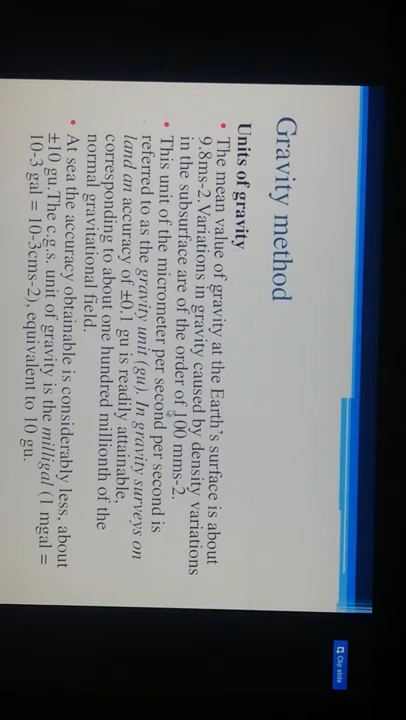 Gravity method
Units of gravity
• The mean value of gravity at the Earth's surface is about
9.8ms-2.Variations in gravity caused by density variations
in the subsurface are of the order of 100 mms-2.
• This unit of the micrometer per second per second is
referred to as the gravity unit (gu). In gravity surveys on
land an accuracy of ±0.1 gu is readily attainable,
corresponding to about one hundred millionth of the
normal gravitational field.
• At sea the accuracy obtainable is considerably less, about
±10 gu.The c.g.s. unit of gravity is the milligal (1 mgal =
10-3 gal = 10-3cms-2), equivalent to 10 gu.
Clip slide